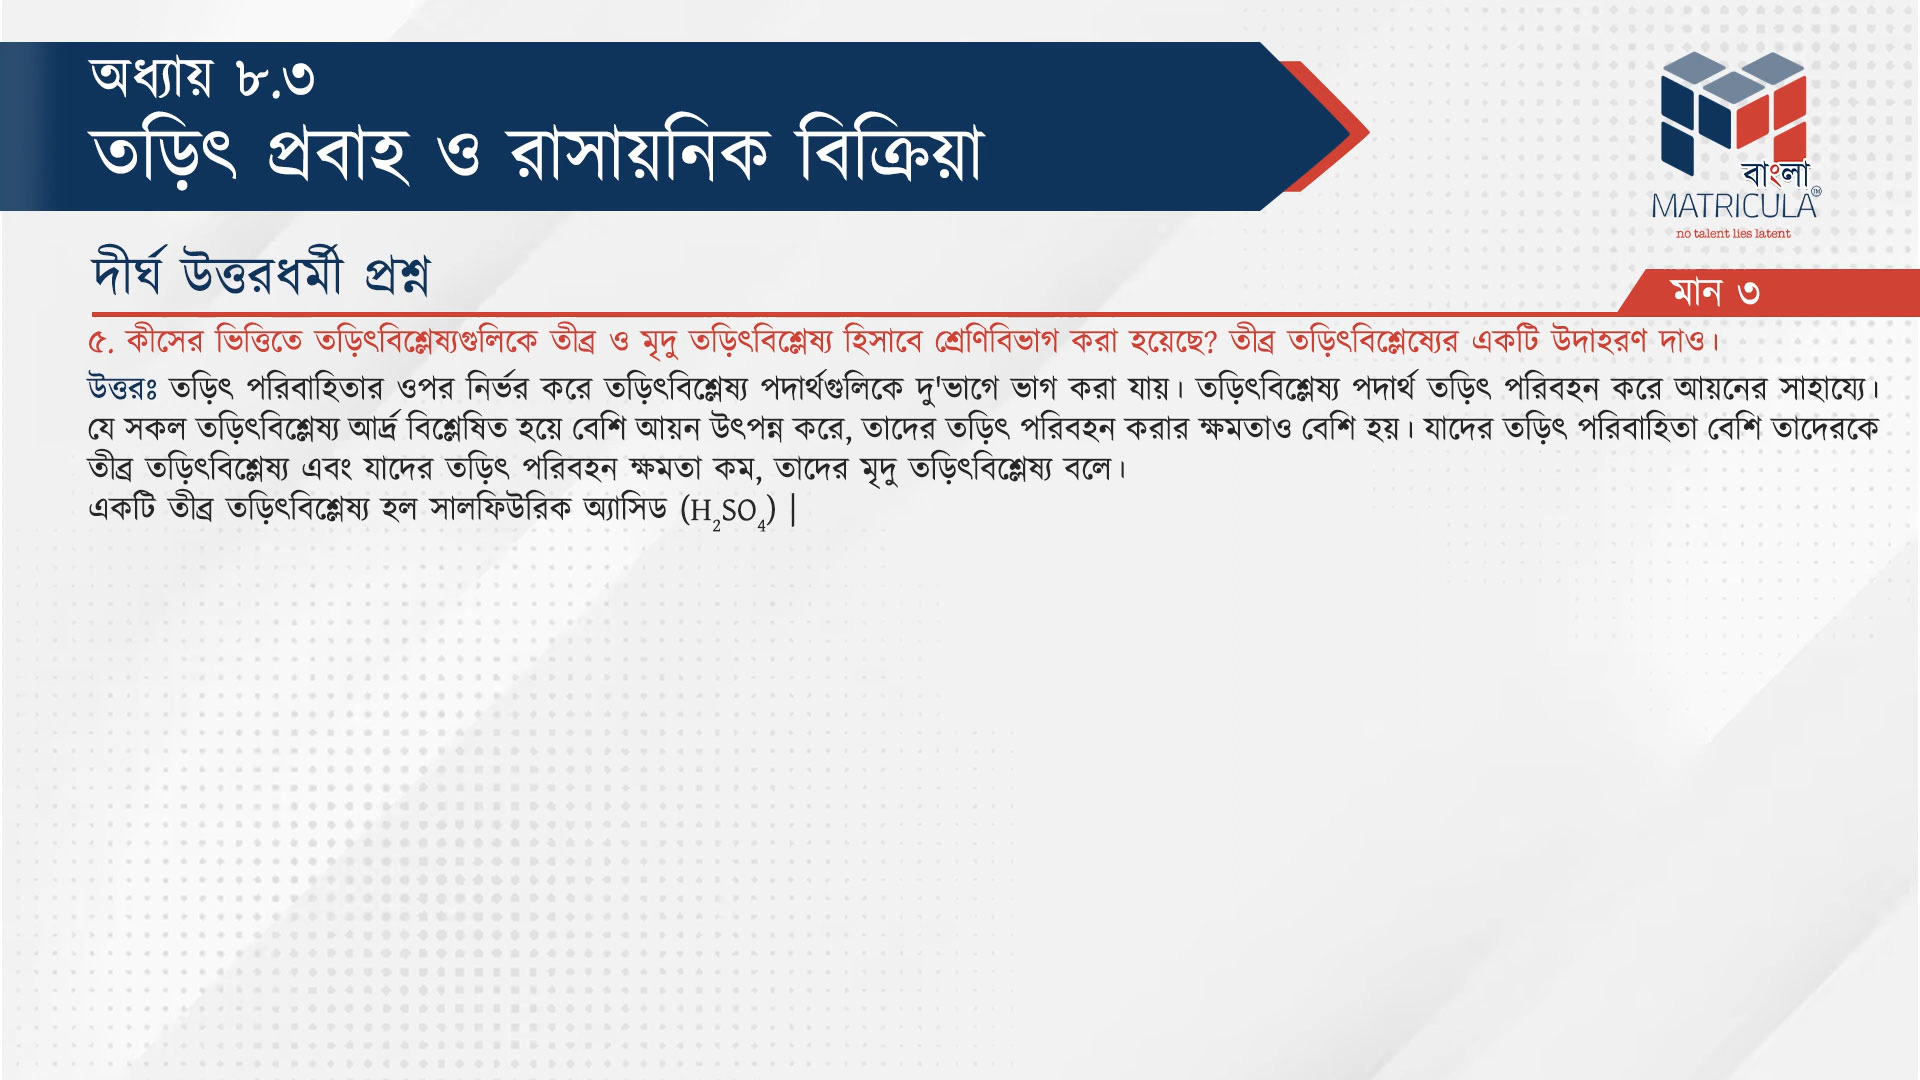 অধ্যায় ৮.৩
তড়িৎ প্রবাহ ও রাসায়নিক বিক্রিয়া
বাংলা
MATRICULA™
no talent lies latent
দীর্ঘ উত্তরধর্মী প্রশ্ন
মান ৩
৫. কীসের ভিত্তিতে তড়িৎবিশ্লেষ্যগুলিকে তীব্র ও মৃদু তড়িৎবিশ্লেষ্য হিসাবে শ্রেণিবিভাগ করা হয়েছে? তীব্র তড়িৎবিশ্লেষ্যের একটি উদাহরণ দাও।
উত্তরঃ তড়িৎ পরিবাহিতার ওপর নির্ভর করে তড়িৎবিশ্লেষ্য পদার্থগুলিকে দু'ভাগে ভাগ করা যায়। তড়িৎবিশ্লেষ্য পদার্থ তড়িৎ পরিবহন করে আয়নের সাহায্যে।
যে সকল তড়িৎবিশ্লেষ্য আর্দ্র বিশ্লেষিত হয়ে বেশি আয়ন উৎপন্ন করে, তাদের তড়িৎ পরিবহন করার ক্ষমতাও বেশি হয়। যাদের তড়িৎ পরিবাহিতা বেশি তাদেরকে
তীব্র তড়িৎবিশ্লেষ্য এবং যাদের তড়িৎ পরিবহন ক্ষমতা কম, তাদের মৃদু তড়িৎবিশ্লেষ্য বলে।
একটি তীব্র তড়িৎবিশ্লেষ্য হল সালফিউরিক অ্যাসিড (H₂SO₄) |